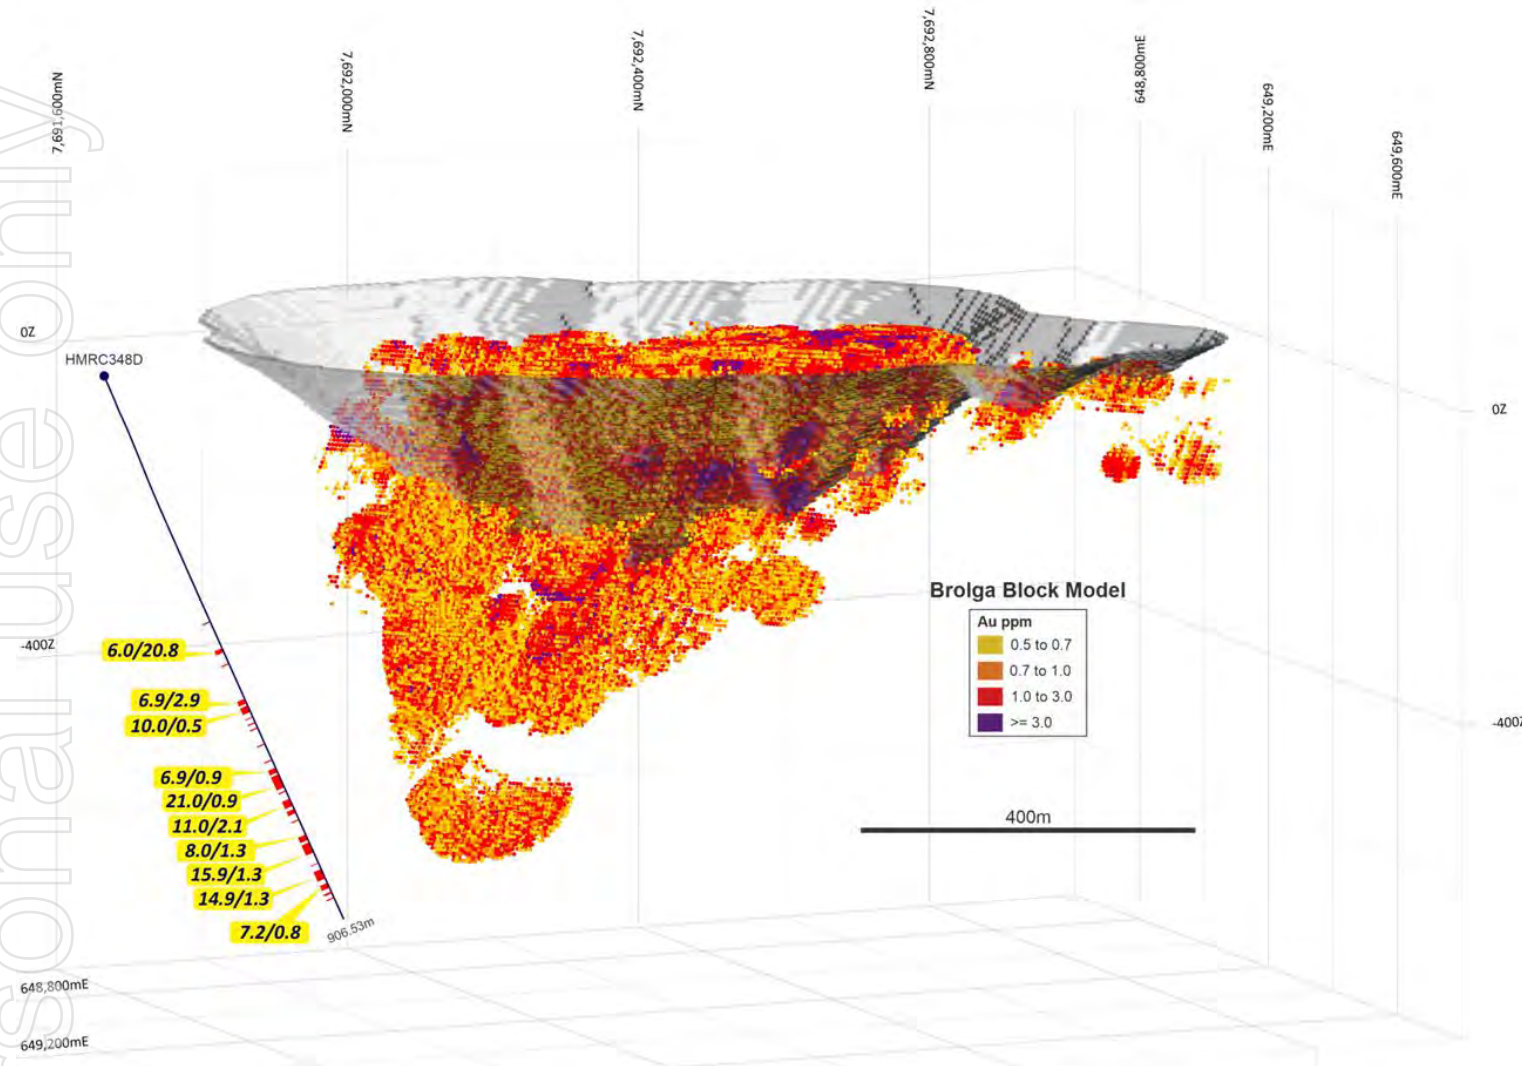 7,691,600mN
7,692,000mN
7,692,400mN
7,692,800mN
648,800mE
649,200mE
649,600mE
0Z
HMRC348D
0Z
-400Z
6.0/20.8
6.9/2.9
10.0/0.5
6.9/0.9
21.0/0.9
11.0/2.1
8.0/1.3
15.9/1.3
14.9/1.3
7.2/0.8
906.53m
Brolga Block Model
Au ppm
0.5 to 0.7
0.7 to 1.0
1.0 to 3.0
>= 3.0
-400Z
400m
648,800mE
649,200mE
sonal use only